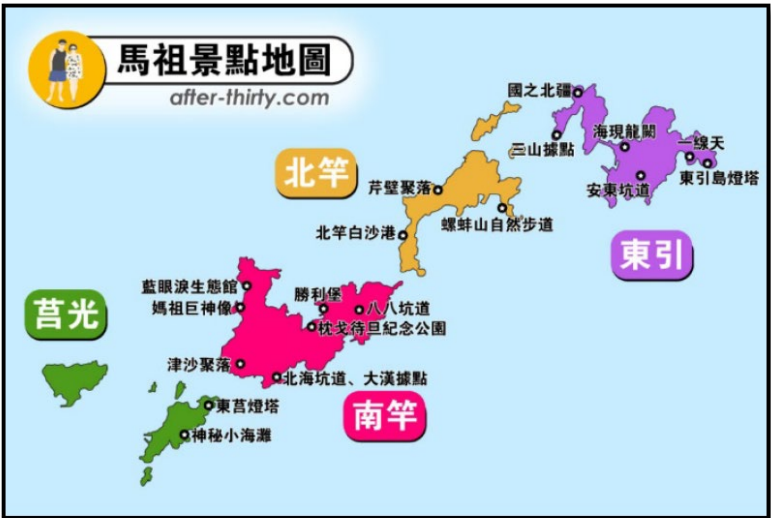 馬祖景點地圖
after-thirty.com
國之北疆
海現龍闕
一線天
三山據點
東引島燈塔
安東坑道
東引
北竿
芹壁聚落
螺蚌山自然步道
北竿白沙港
藍眼淚生態館
媽祖巨神像
勝利堡
八八坑道
枕戈待旦紀念公園
津沙聚落
北海坑道、大漢據點
南竿
莒光
東莒燈塔
神秘小海灘